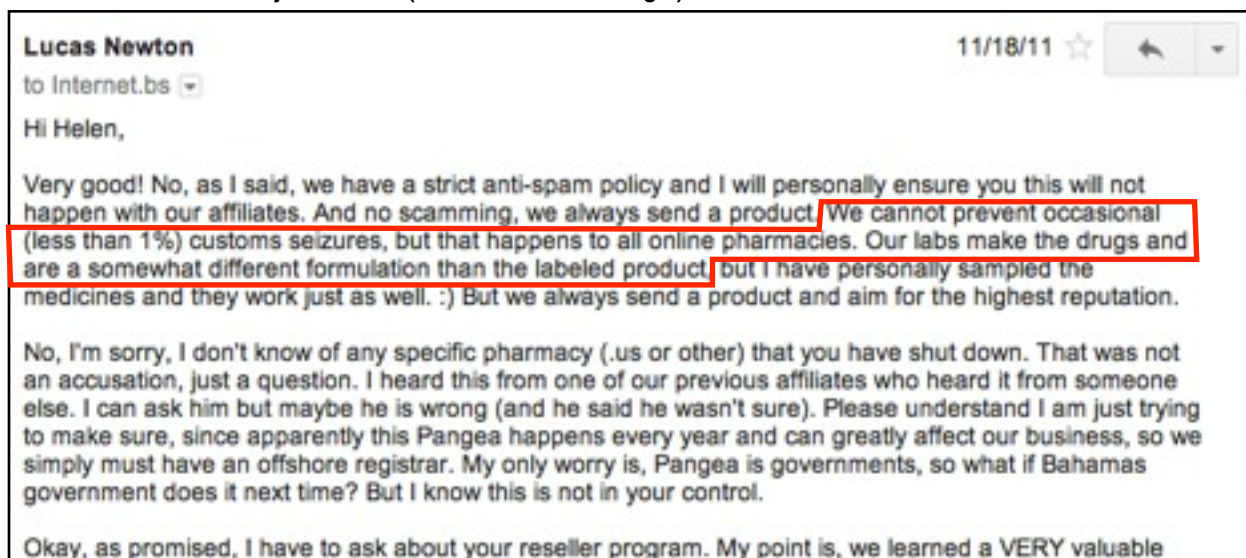 Lucas Newton
11/18/11
to Internet.bs
Hi Helen,
Very good! No, as I said, we have a strict anti-spam policy and I will personally ensure you this will not
happen with our affiliates. And no scamming, we always send a product. We cannot prevent occasional
(less than 1%) customs seizures, but that happens to all online pharmacies. Our labs make the drugs and
are a somewhat different formulation than the labeled product, but I have personally sampled the
medicines and they work just as well. :) But we always send a product and aim for the highest reputation.
No, I'm sorry, I don't know of any specific pharmacy (.us or other) that you have shut down. That was not
an accusation, just a question. I heard this from one of our previous affiliates who heard it from someone
else. I can ask him but maybe he is wrong (and he said he wasn't sure). Please understand I am just trying
to make sure, since apparently this Pangea happens every year and can greatly affect our business, so we
simply must have an offshore registrar. My only worry is, Pangea is governments, so what if Bahamas
government does it next time? But I know this is not in your control.
Okay, as promised, I have to ask about your reseller program. My point is, we learned a VERY valuable